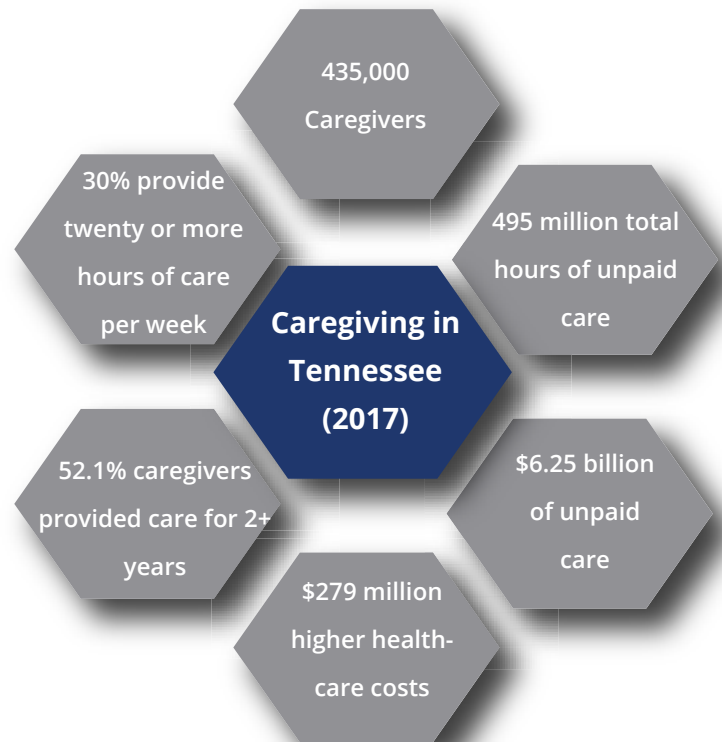 435,000
Caregivers
30% provide
twenty or more
hours of care
per week
495 million total
hours of unpaid
care
Caregiving in
Tennessee
(2017)
52.1% caregivers
provided care for 2+
years
$6.25 billion
of unpaid
care
$279 million
higher health-
care costs